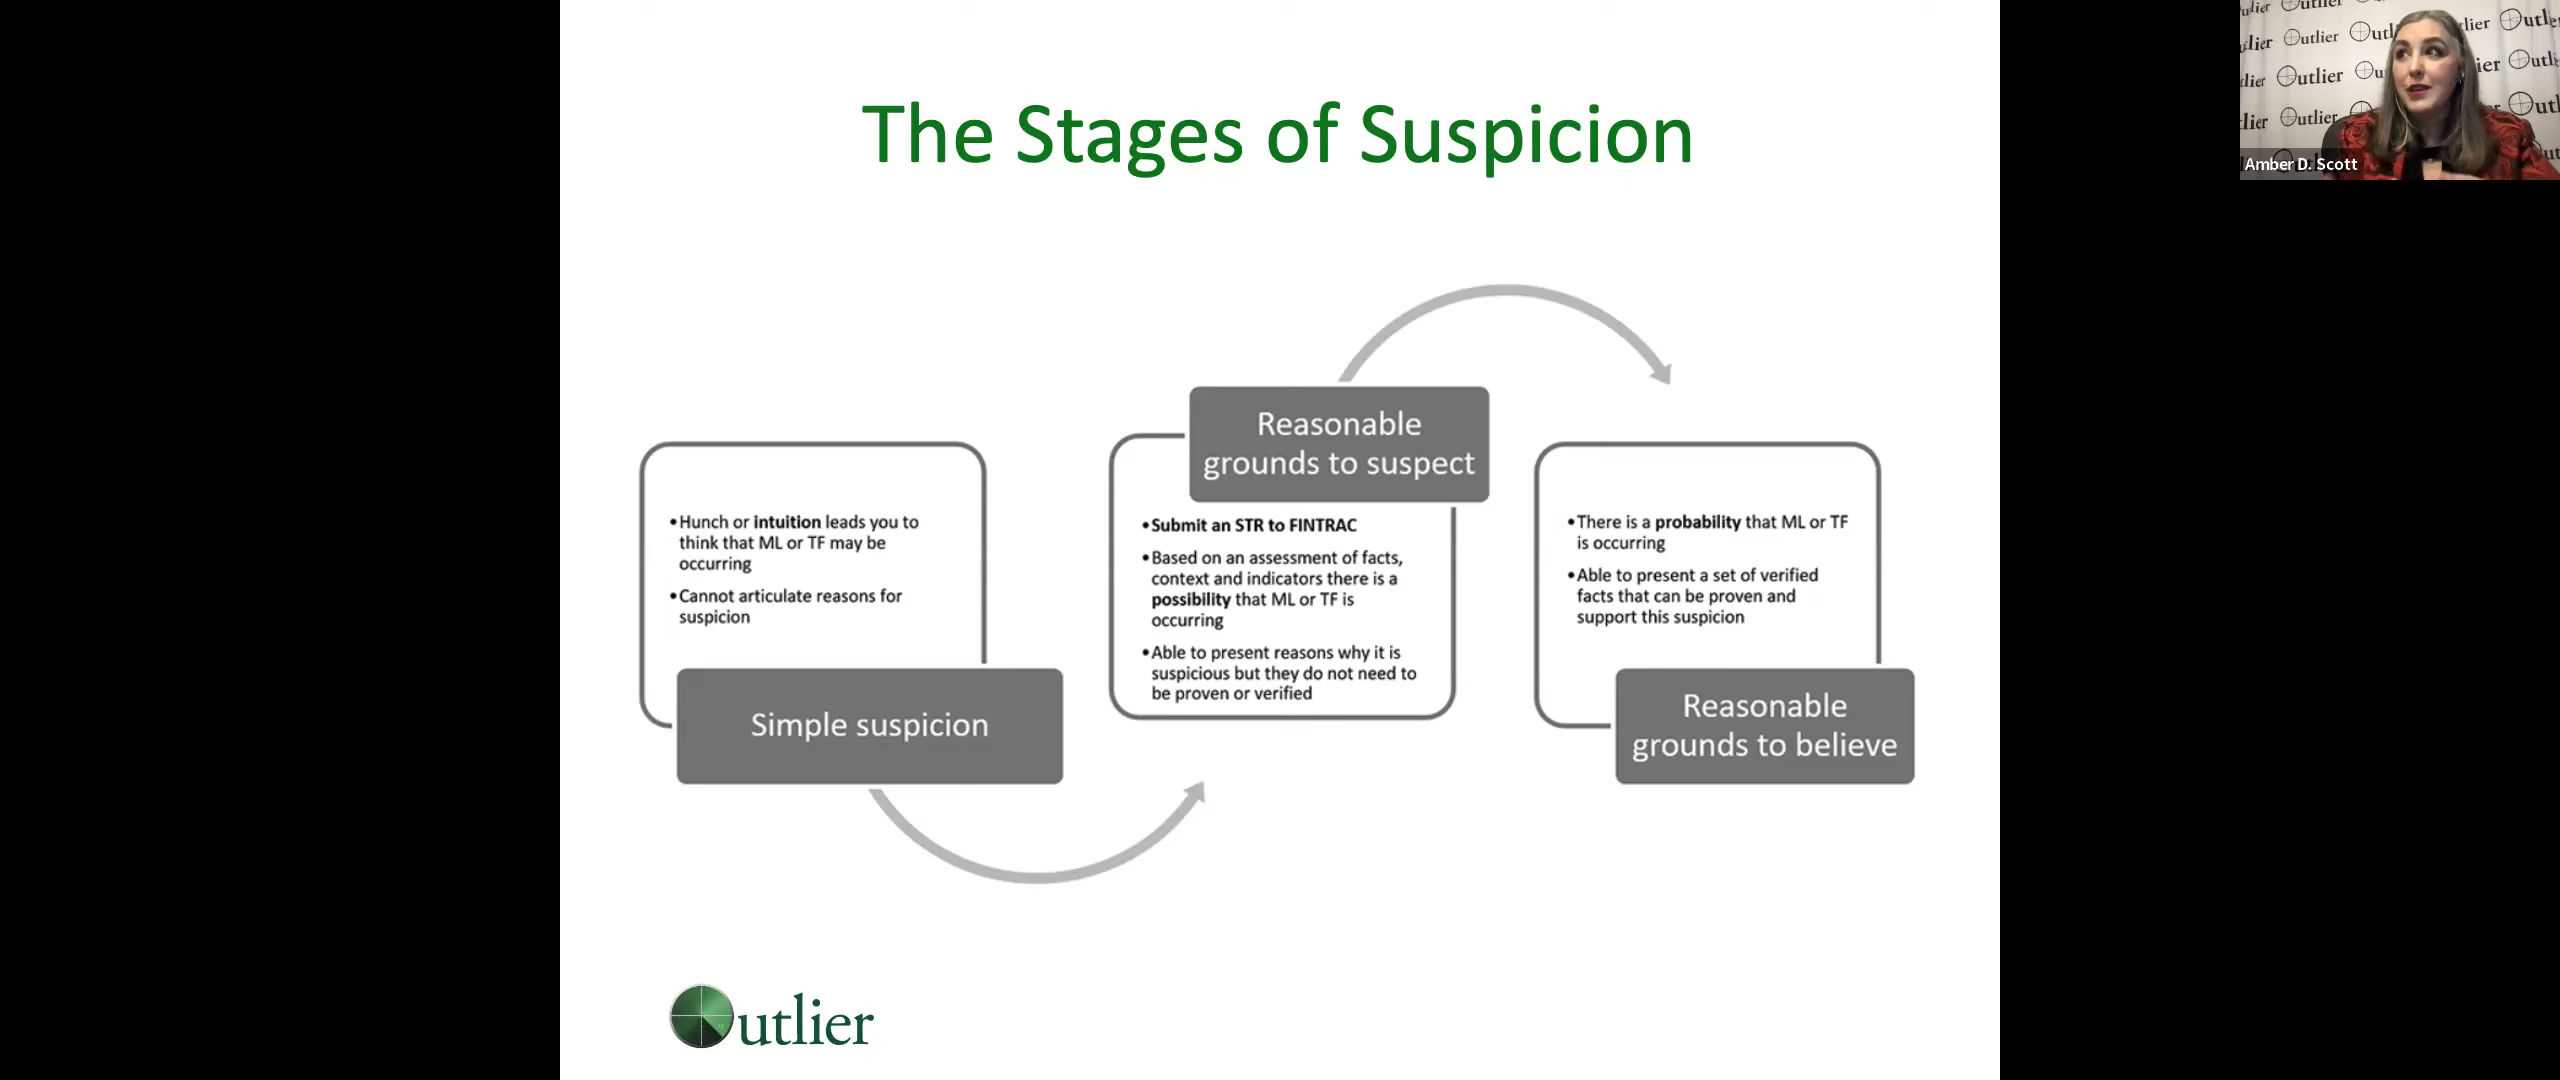 The Stages of Suspicion
•Hunch or intuition leads you to
think that ML or TF may be
occurring
•Cannot articulate reasons for
suspicion
Simple suspicion
Reasonable
grounds to suspect
•Submit an STR to FINTRAC
•Based on an assessment of facts,
context and indicators there is a
possibility that ML or TF is
occurring
•Able to present reasons why it is
suspicious but they do not need to
be proven or verified
•There is a probability that ML or TF
is occurring
•Able to present a set of verified
facts that can be proven and
support this suspicion
Reasonable
grounds to believe
Outlier
Outlier
Outlier
Outlier
Amber D. Scott